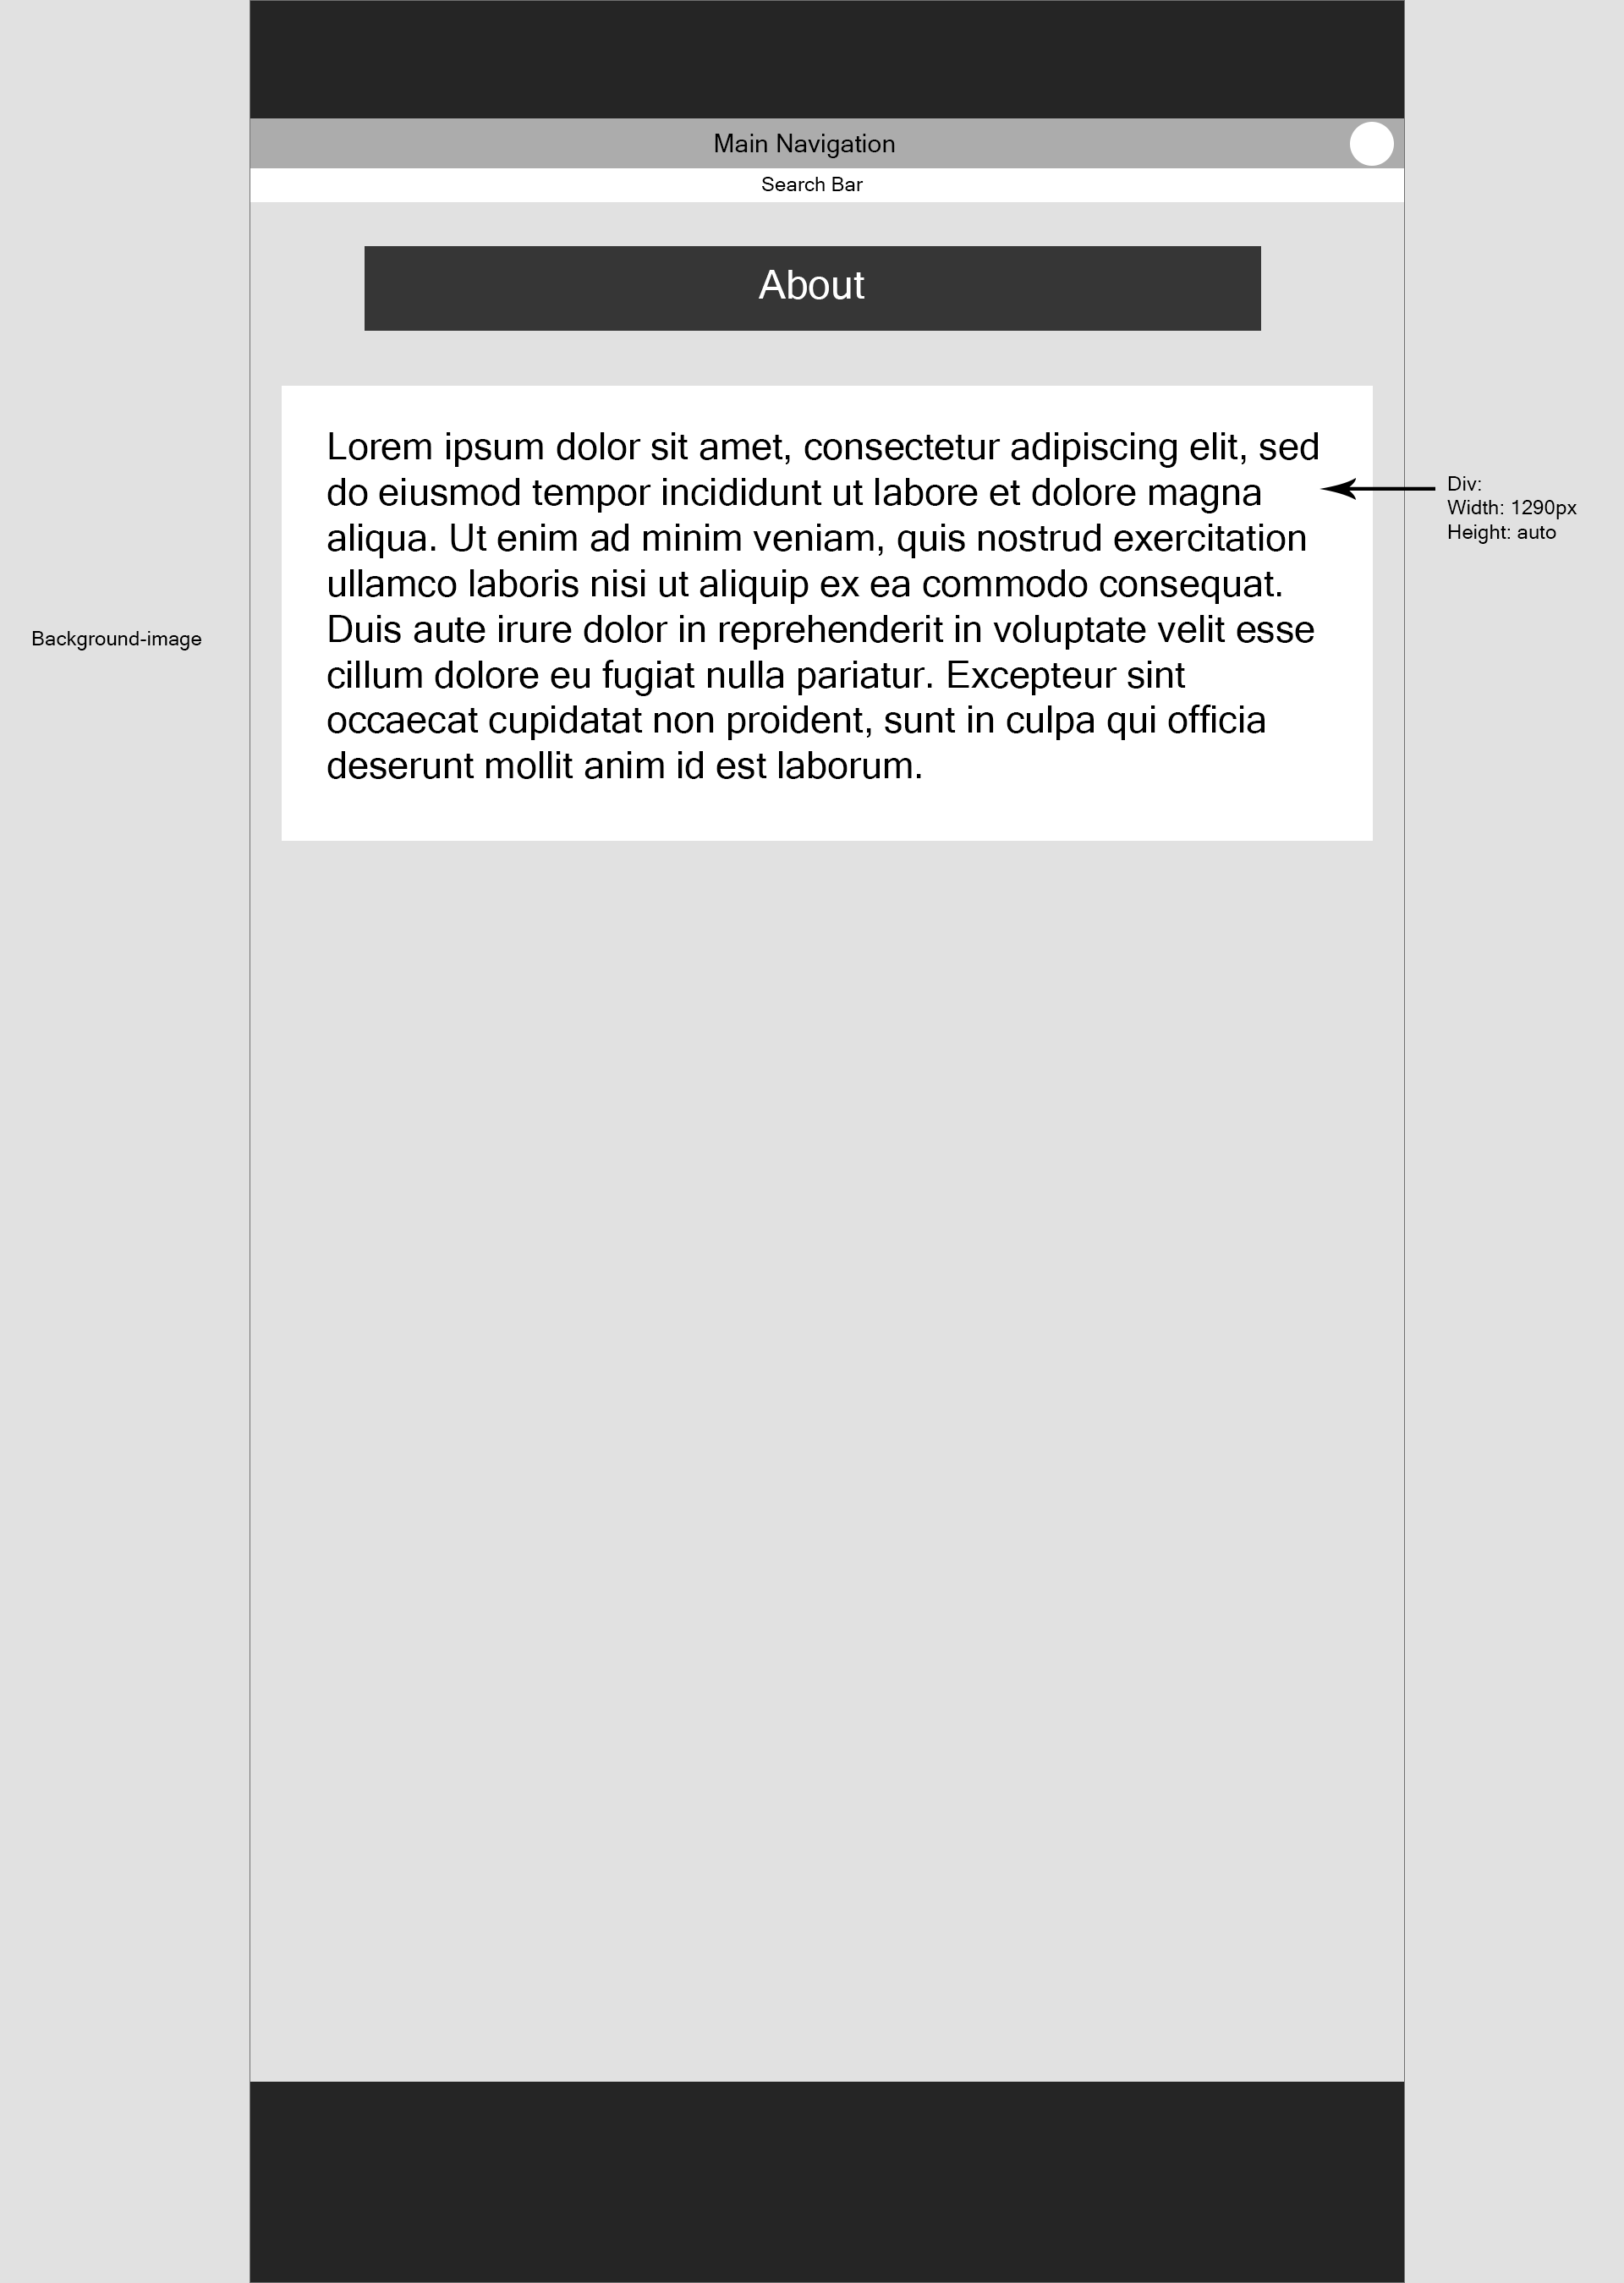 Main Navigation
Search Bar
About
Lorem ipsum dolor sit amet, consectetur adipiscing elit, sed
do eiusmod tempor incididunt ut labore et dolore magna
aliqua. Ut enim ad minim veniam, quis nostrud exercitation
ullamco laboris nisi ut aliquip ex ea commodo consequat.
Duis aute irure dolor in reprehenderit in voluptate velit esse
cillum dolore eu fugiat nulla pariatur. Excepteur sint
occaecat cupidatat non proident, sunt in culpa qui officia
deserunt mollit anim id est laborum.
Div:
Width: 1290px
Height: auto
Background-image